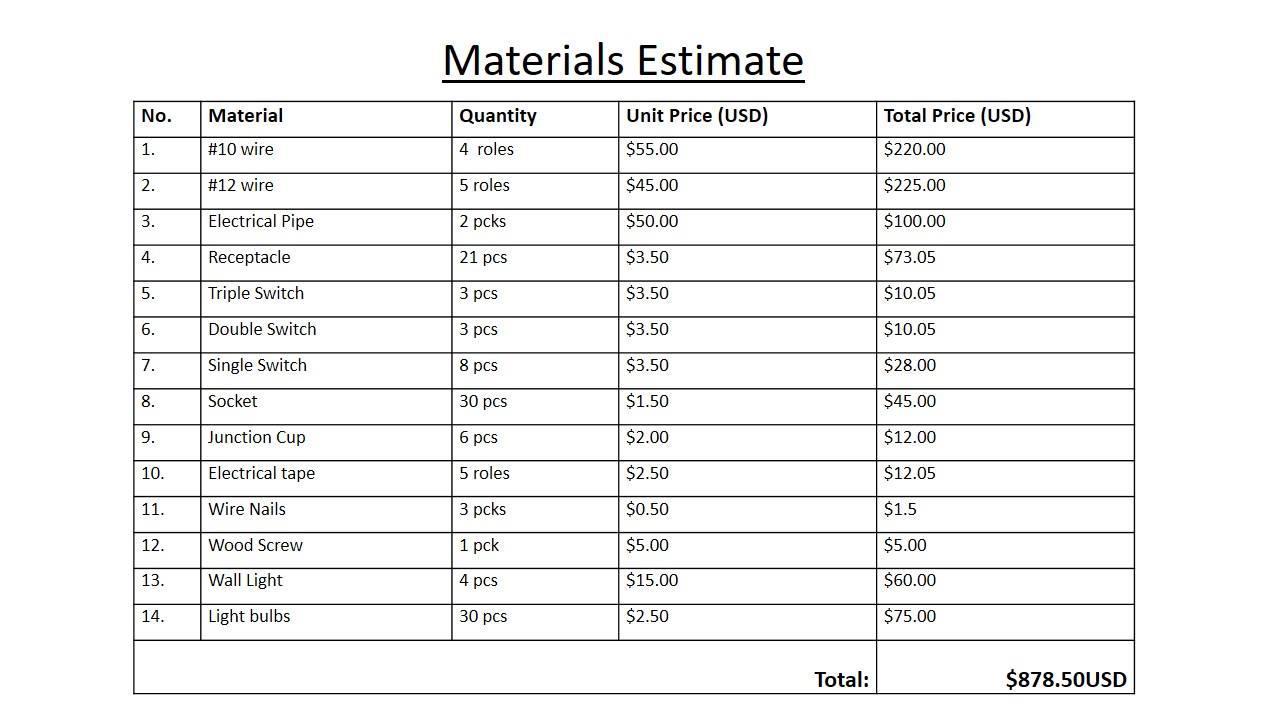 Materials Estimate
No. Material Quantity Unit Price (USD) Total Price (USD)
1. #10 wire 4 roles $55.00 $220.00
2. #12 wire 5 roles $45.00 $225.00
3. Electrical Pipe 2 pcks $50.00 $100.00
4. Receptacle 21 pcs $3.50 $73.05
5. Triple Switch 3 pcs $3.50 $10.05
6. Double Switch 3 pcs $3.50 $10.05
7. Single Switch 8 pcs $3.50 $28.00
8. Socket 30 pcs $1.50 $45.00
9. Junction Cup 6 pcs $2.00 $12.00
10. Electrical tape 5 roles $2.50 $12.05
11. Wire Nails 3 pcks $0.50 $1.5
12. Wood Screw 1 pck $5.00 $5.00
13. Wall Light 4 pcs $15.00 $60.00
14. Light bulbs 30 pcs $2.50 $75.00
Total: $878.50USD